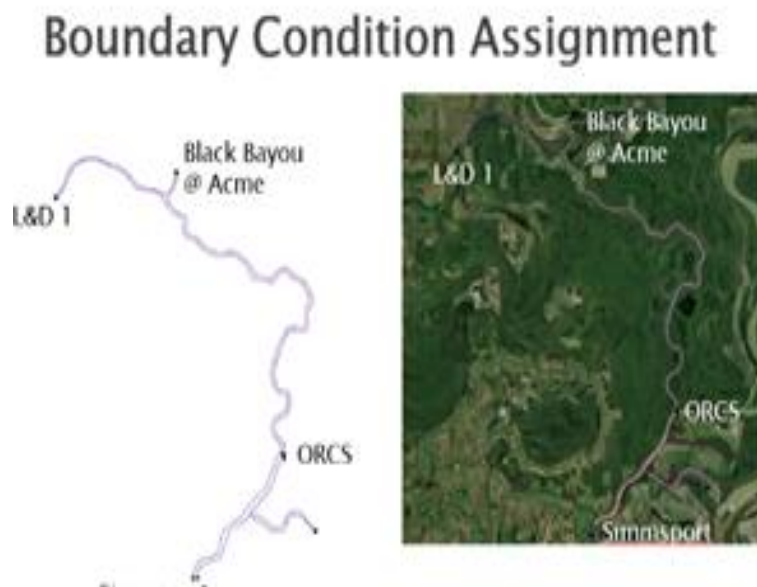 Boundary Condition Assignment
Black Bayou
@ Acme
L&D 1
ORCS
Black Bayou
@ Acme
L&D 1
ORCS
Simmsport